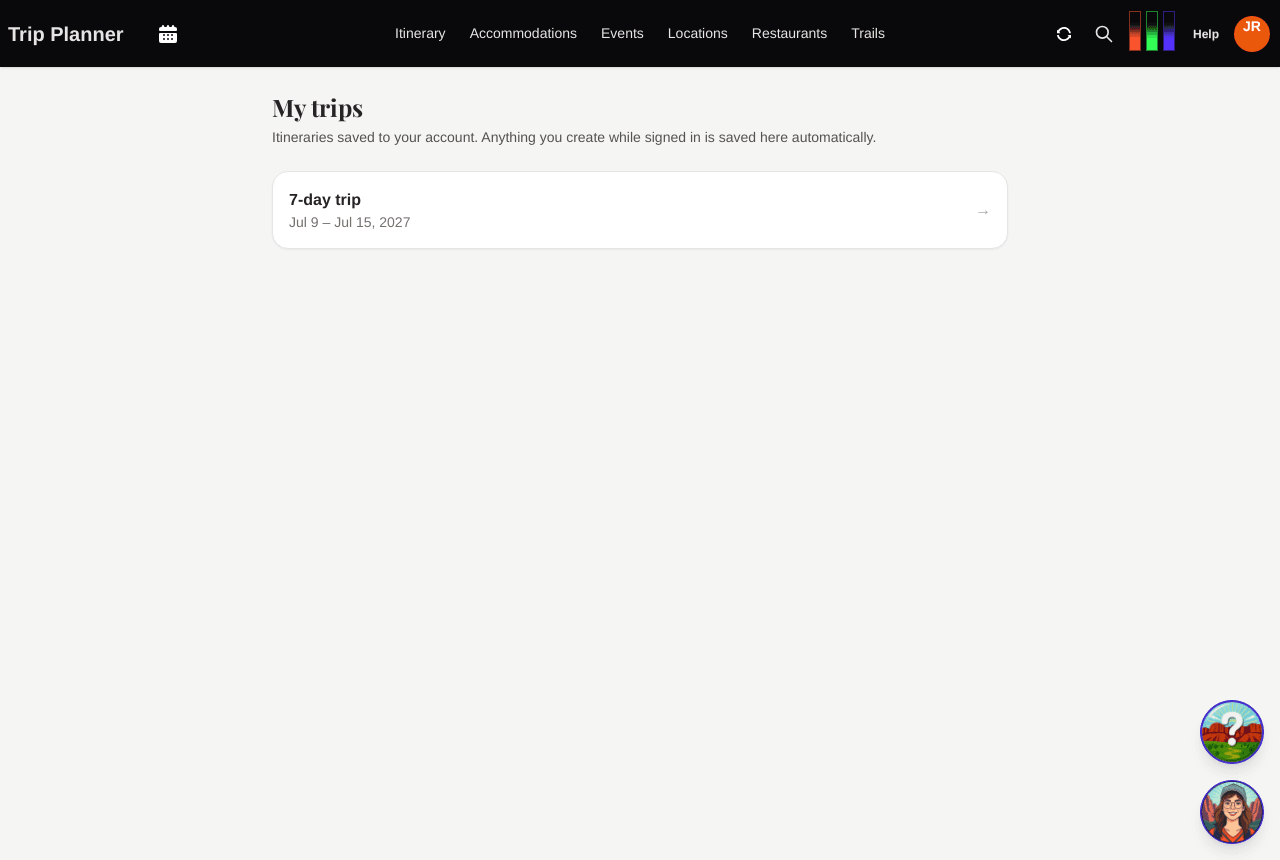 Trip Planner
Itinerary
Accommodations
Events
Locations
Restaurants
Trails
Help
JR
My trips
Itineraries saved to your account. Anything you create while signed in is saved here automatically.
7-day trip
Jul 9 – Jul 15, 2027
→
?